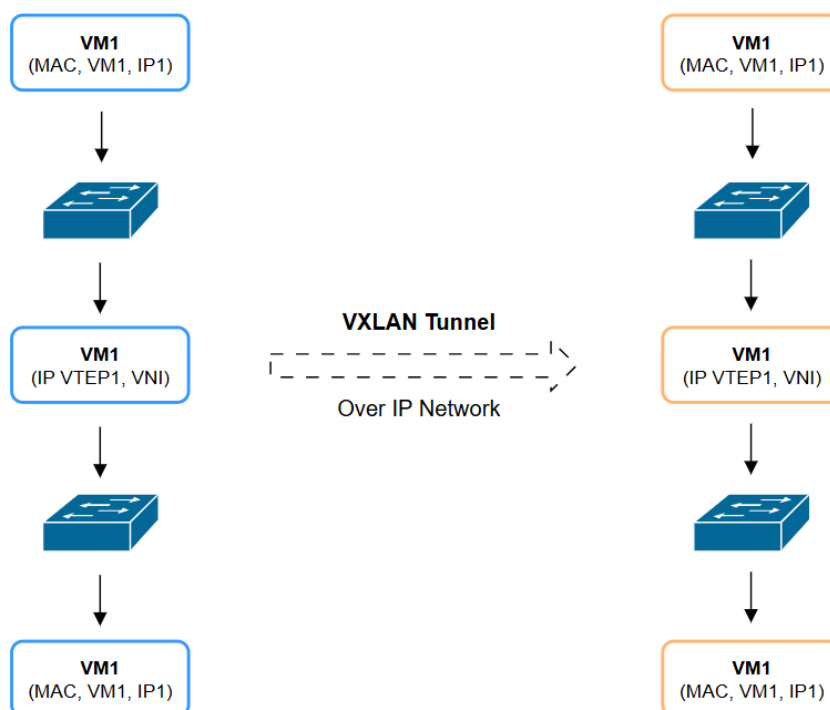 VM1
(MAC, VM1, IP1)
VM1
(MAC, VM1, IP1)
VXLAN Tunnel
Over IP Network
VM1
(IP VTEP1, VNI)
VM1
(IP VTEP1, VNI)
VM1
(MAC, VM1, IP1)
VM1
(MAC, VM1, IP1)